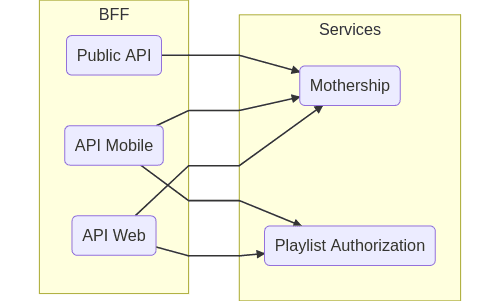 BFF
Services
Public API
Mothership
API Mobile
API Web
Playlist Authorization